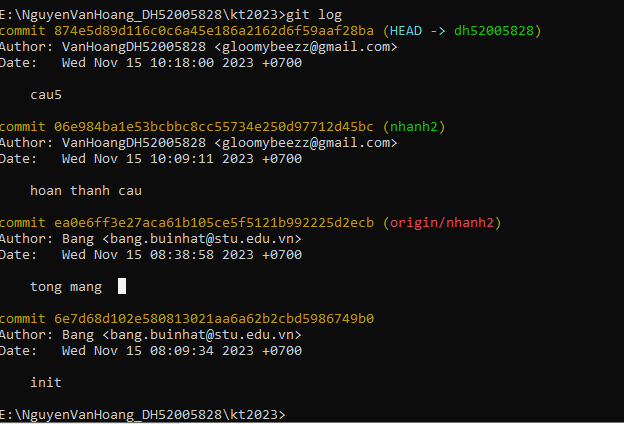 E:\NguyenVanHoang_DH52005828\kt2023>git log
commit 874e5d89d116c0c6a45e186a2162d6f59aaf28ba (HEAD -> dh52005828)
Author: VanHoangDH52005828 <gloomybeezz@gmail.com>
Date:   Wed Nov 15 10:18:00 2023 +0700
    cau5
commit 06e984ba1e53bcbbc8cc55734e250d97712d45bc (nhanh2)
Author: VanHoangDH52005828 <gloomybeezz@gmail.com>
Date:   Wed Nov 15 10:09:11 2023 +0700
    hoan thanh cau
commit ea0e6ff3e27aca61b105ce5f5121b992225d2ecb (origin/nhanh2)
Author: Bang <bang.buinhat@stu.edu.vn>
Date:   Wed Nov 15 08:38:58 2023 +0700
    tong mang
commit 6e7d68d102e580813021aa6a62b2cbd5986749b0
Author: Bang <bang.buinhat@stu.edu.vn>
Date:   Wed Nov 15 08:09:34 2023 +0700
    init
E:\NguyenVanHoang_DH52005828\kt2023>